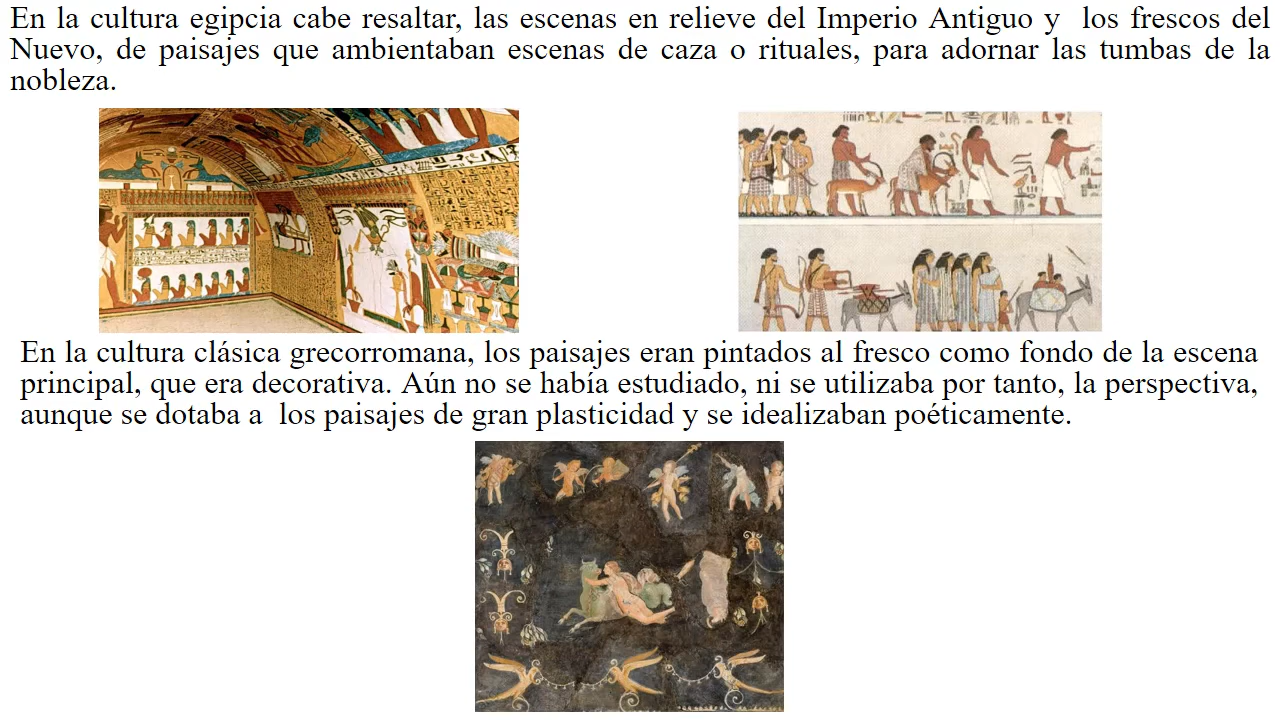 En la cultura egipcia cabe resaltar, las escenas en relieve del Imperio Antiguo y  los frescos del
Nuevo, de paisajes que ambientaban escenas de caza o rituales, para adornar las tumbas de la
nobleza.
En la cultura clásica grecorromana, los paisajes eran pintados al fresco como fondo de la escena
principal, que era decorativa. Aún no se había estudiado, ni se utilizaba por tanto, la perspectiva,
aunque se dotaba a  los paisajes de gran plasticidad y se idealizaban poéticamente.